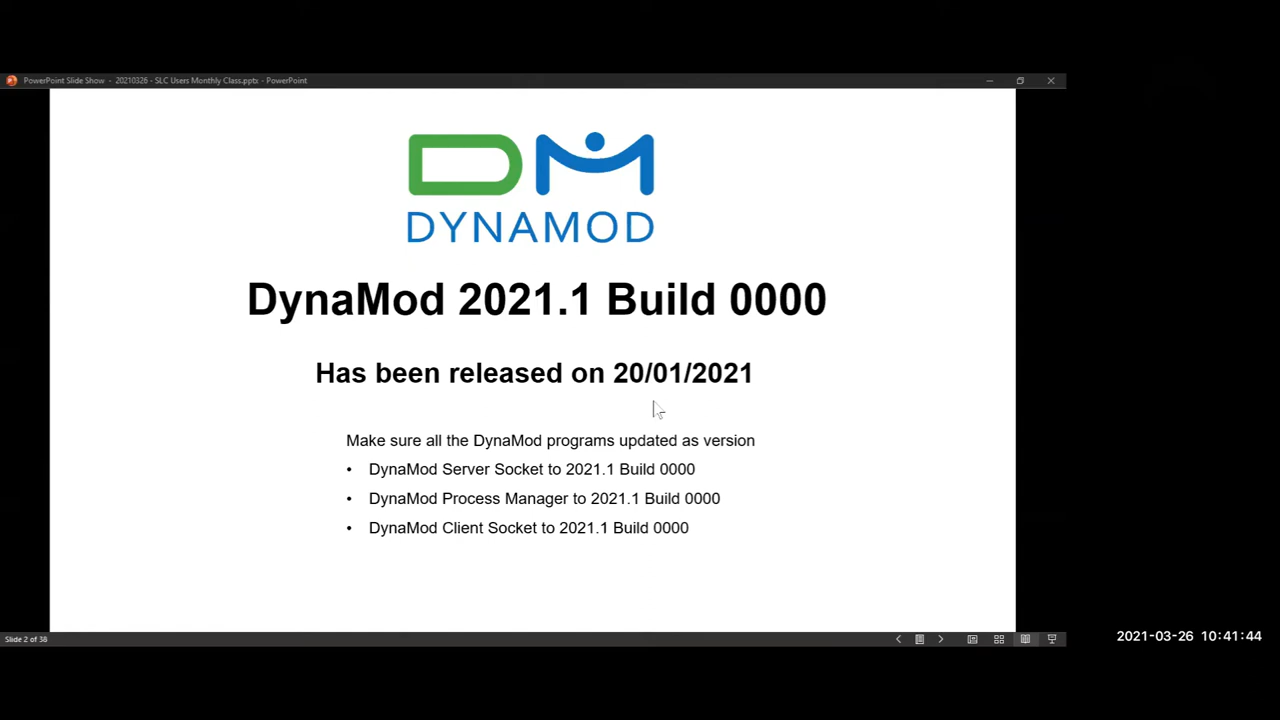 PowerPoint Slide Show - 20210326 - SLC Users Monthly Class.pptx - PowerPoint
DM
DYNAMOD
DynaMod 2021.1 Build 0000
Has been released on 20/01/2021
Make sure all the DynaMod programs updated as version
• DynaMod Server Socket to 2021.1 Build 0000
• DynaMod Process Manager to 2021.1 Build 0000
• DynaMod Client Socket to 2021.1 Build 0000
Slide 2 of 38
2021-03-26 10:41:44